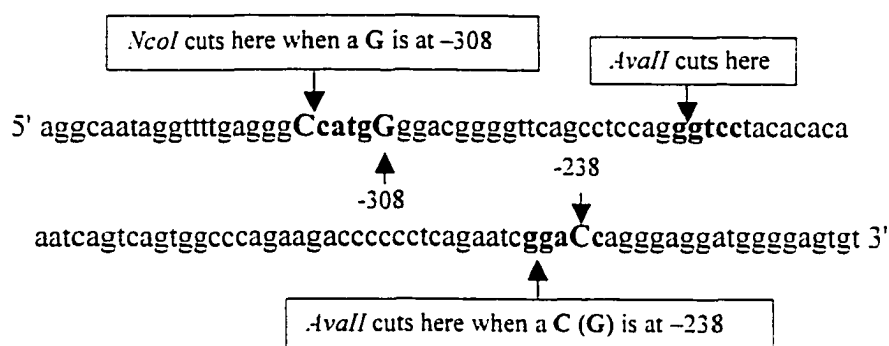 NcoI cuts here when a G is at –308
AvaII cuts here
5' aggcaataggttttgagggCcatgGggacggggttcagcctccagggtcctacacaca
-238
-308
aatcagtcagtggcccagaagacccccctcagaatcggaCcagggaggatggggagtgt 3'
AvaII cuts here when a C (G) is at –238